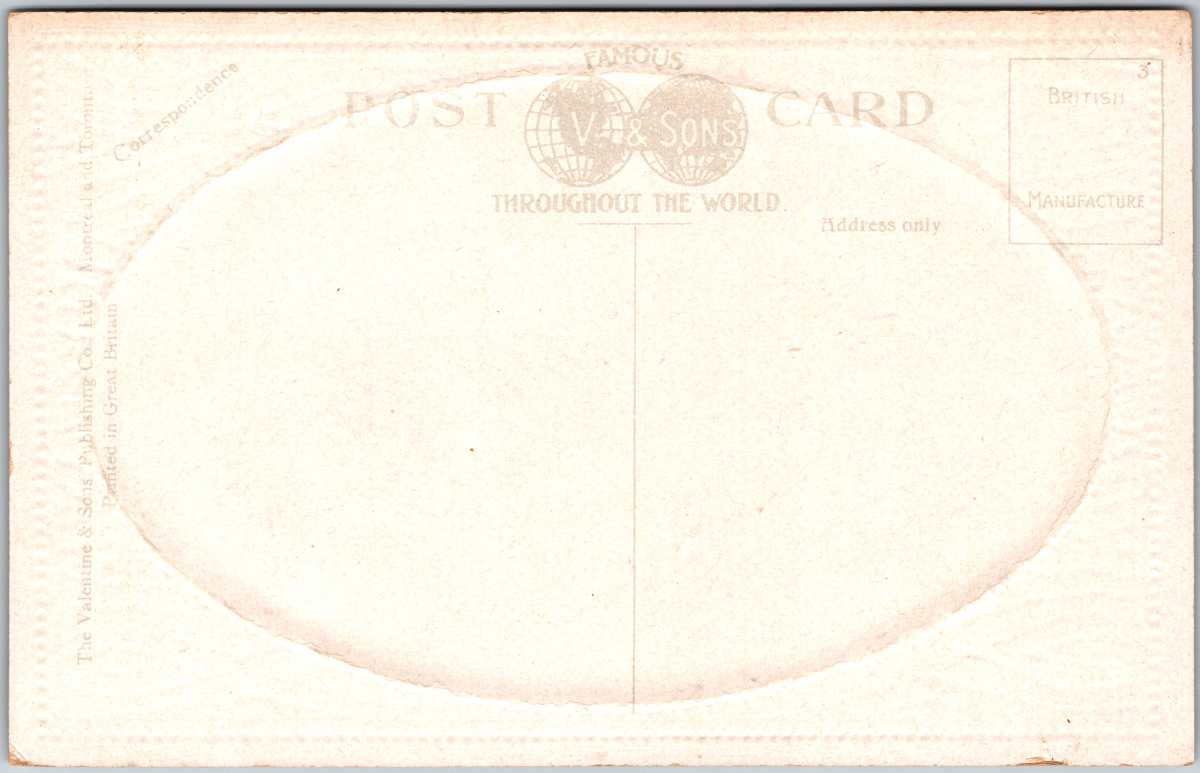 FAMOUS
POST CARD
V & SONS
THROUGHOUT THE WORLD.
Correspondence
Address only
3
BRITISH
MANUFACTURE
The Valentine & Sons' Publishing Co., Ltd. Montreal and Toronto.
Printed in Great Britain